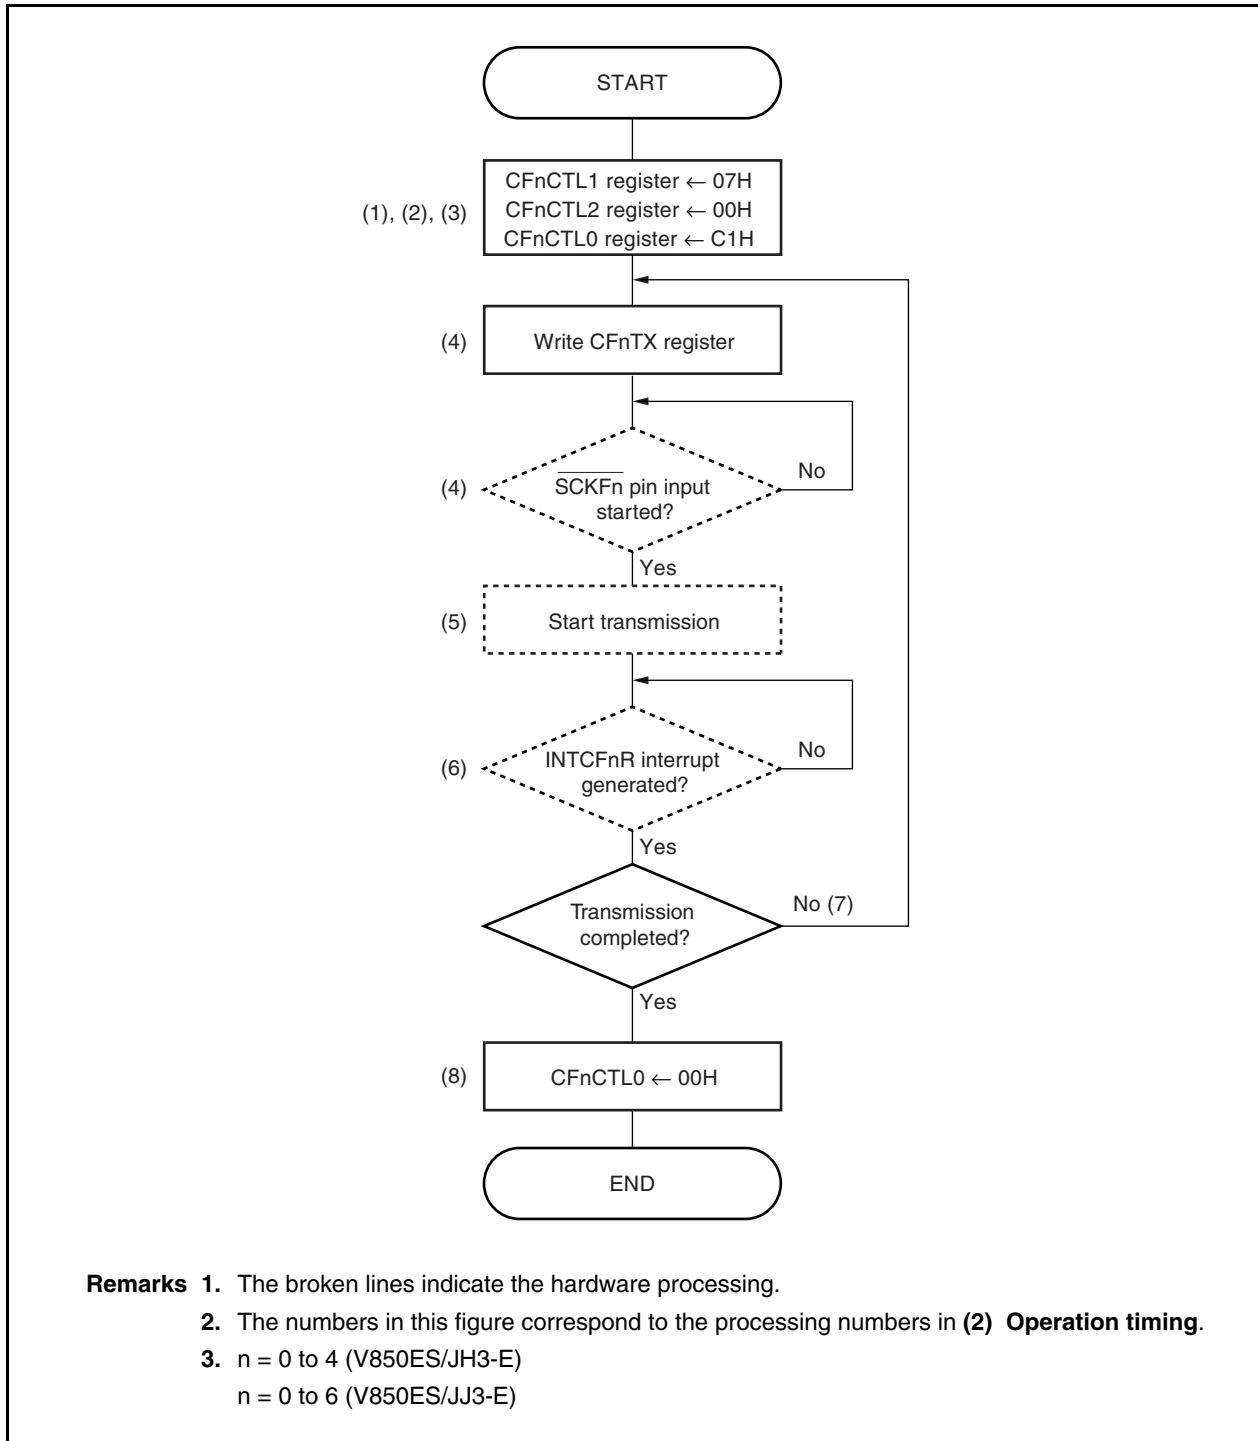 START
CFnCTL1 register ← 07H
(1), (2), (3) CFnCTL2 register ← 00H
CFnCTL0 register ← C1H
(4) Write CFnTX register
(4) SCKFn pin input
started?
No
Yes
(5) Start transmission
(6) INTCFnR interrupt
generated?
No
Yes
Transmission
completed?
No (7)
Yes
(8) CFnCTL0 ← 00H
END
Remarks 1. The broken lines indicate the hardware processing.
2. The numbers in this figure correspond to the processing numbers in (2) Operation timing.
3. n = 0 to 4 (V850ES/JH3-E)
n = 0 to 6 (V850ES/JJ3-E)